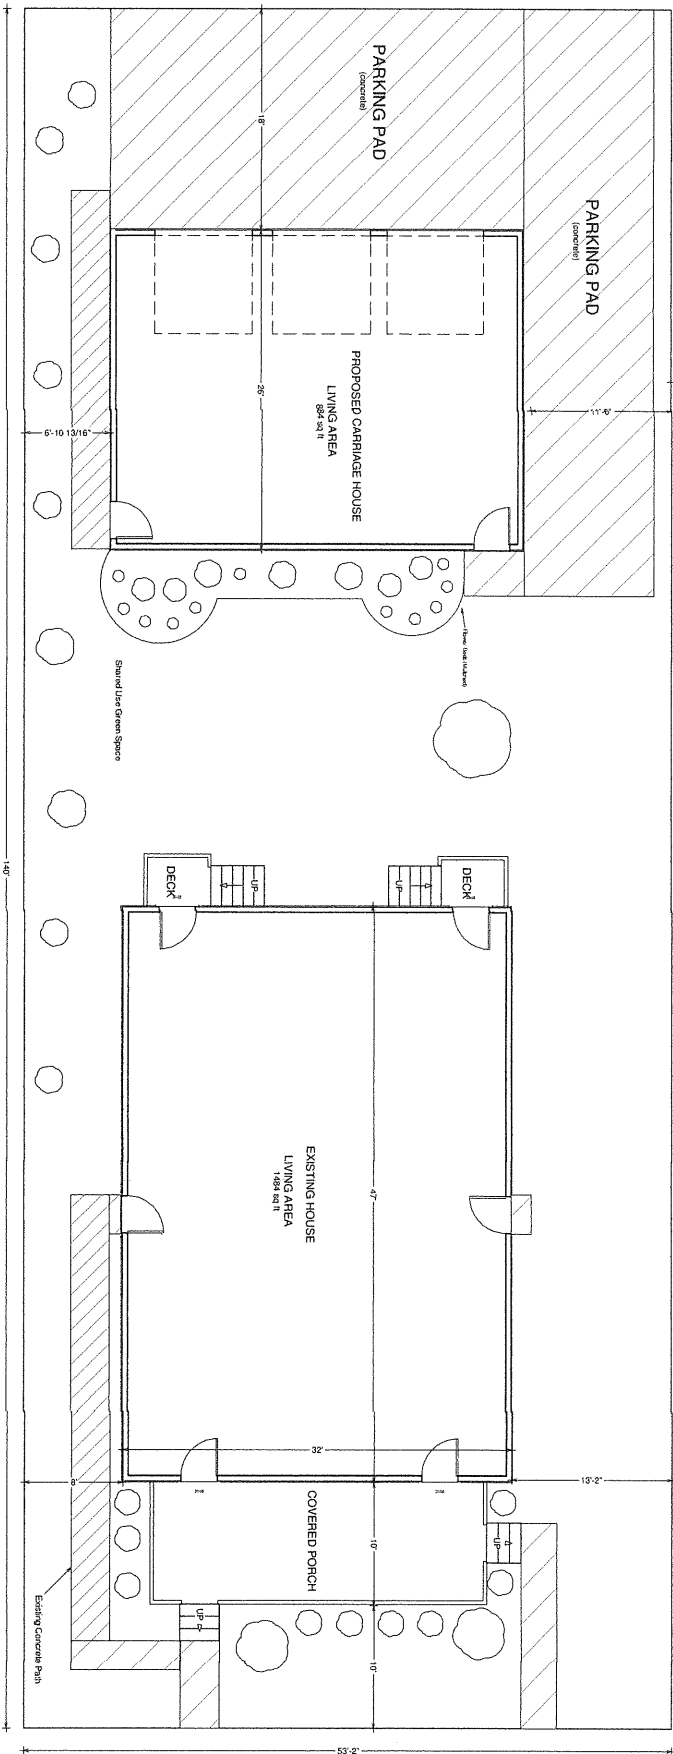 PARKING PAD
(concrete)
18'
PARKING PAD
(concrete)
11'-6"
26'
PROPOSED CARRIAGE HOUSE
LIVING AREA
884 sq ft
6'-10 13/16"
Shared Use Green Space
140'
DECK
UP
UP
DECK
EXISTING HOUSE
LIVING AREA
1484 sq ft
47'
32'
8'
13'-2"
COVERED PORCH
10'
UP
UP
10'
Existing Concrete Path
53'-2"